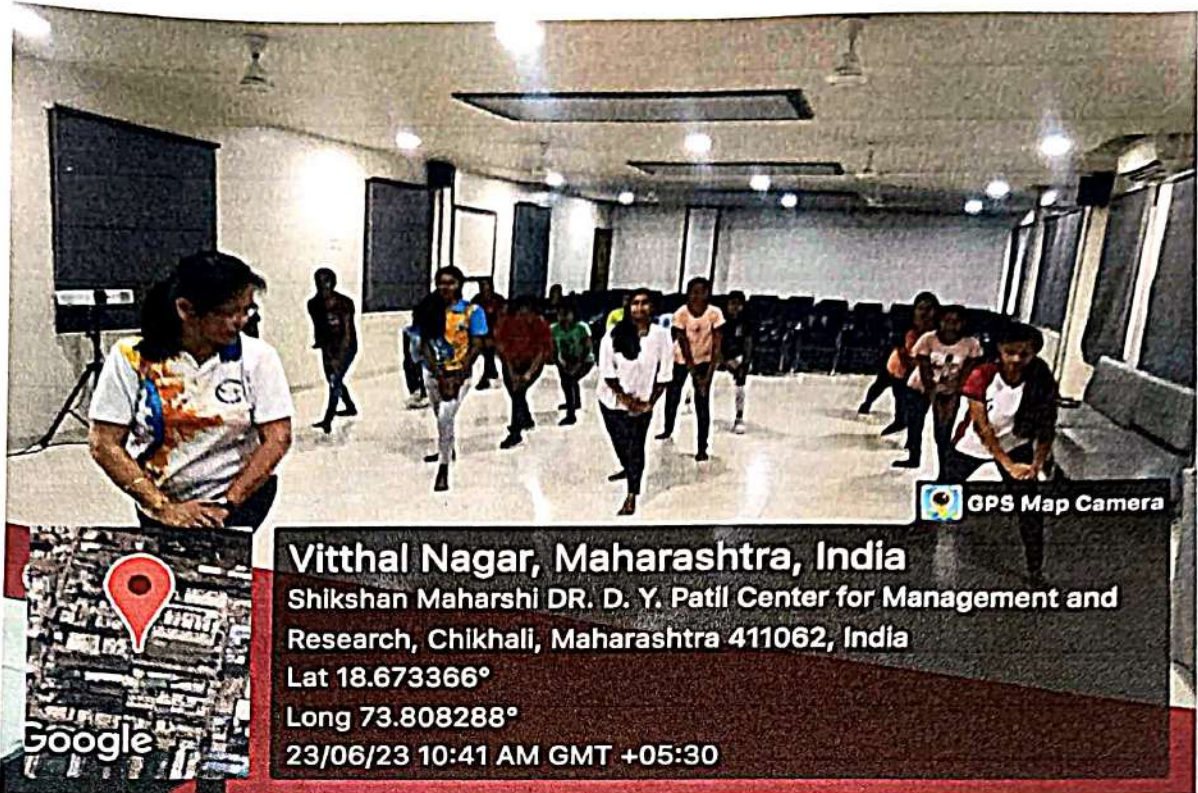 GPS Map Camera
Vitthal Nagar, Maharashtra, India
Shikshan Maharshi DR. D. Y. Patil Center for Management and
Research, Chikhali, Maharashtra 411062, India
Lat 18.673366°
Long 73.808288°
23/06/23 10:41 AM GMT +05:30
Google